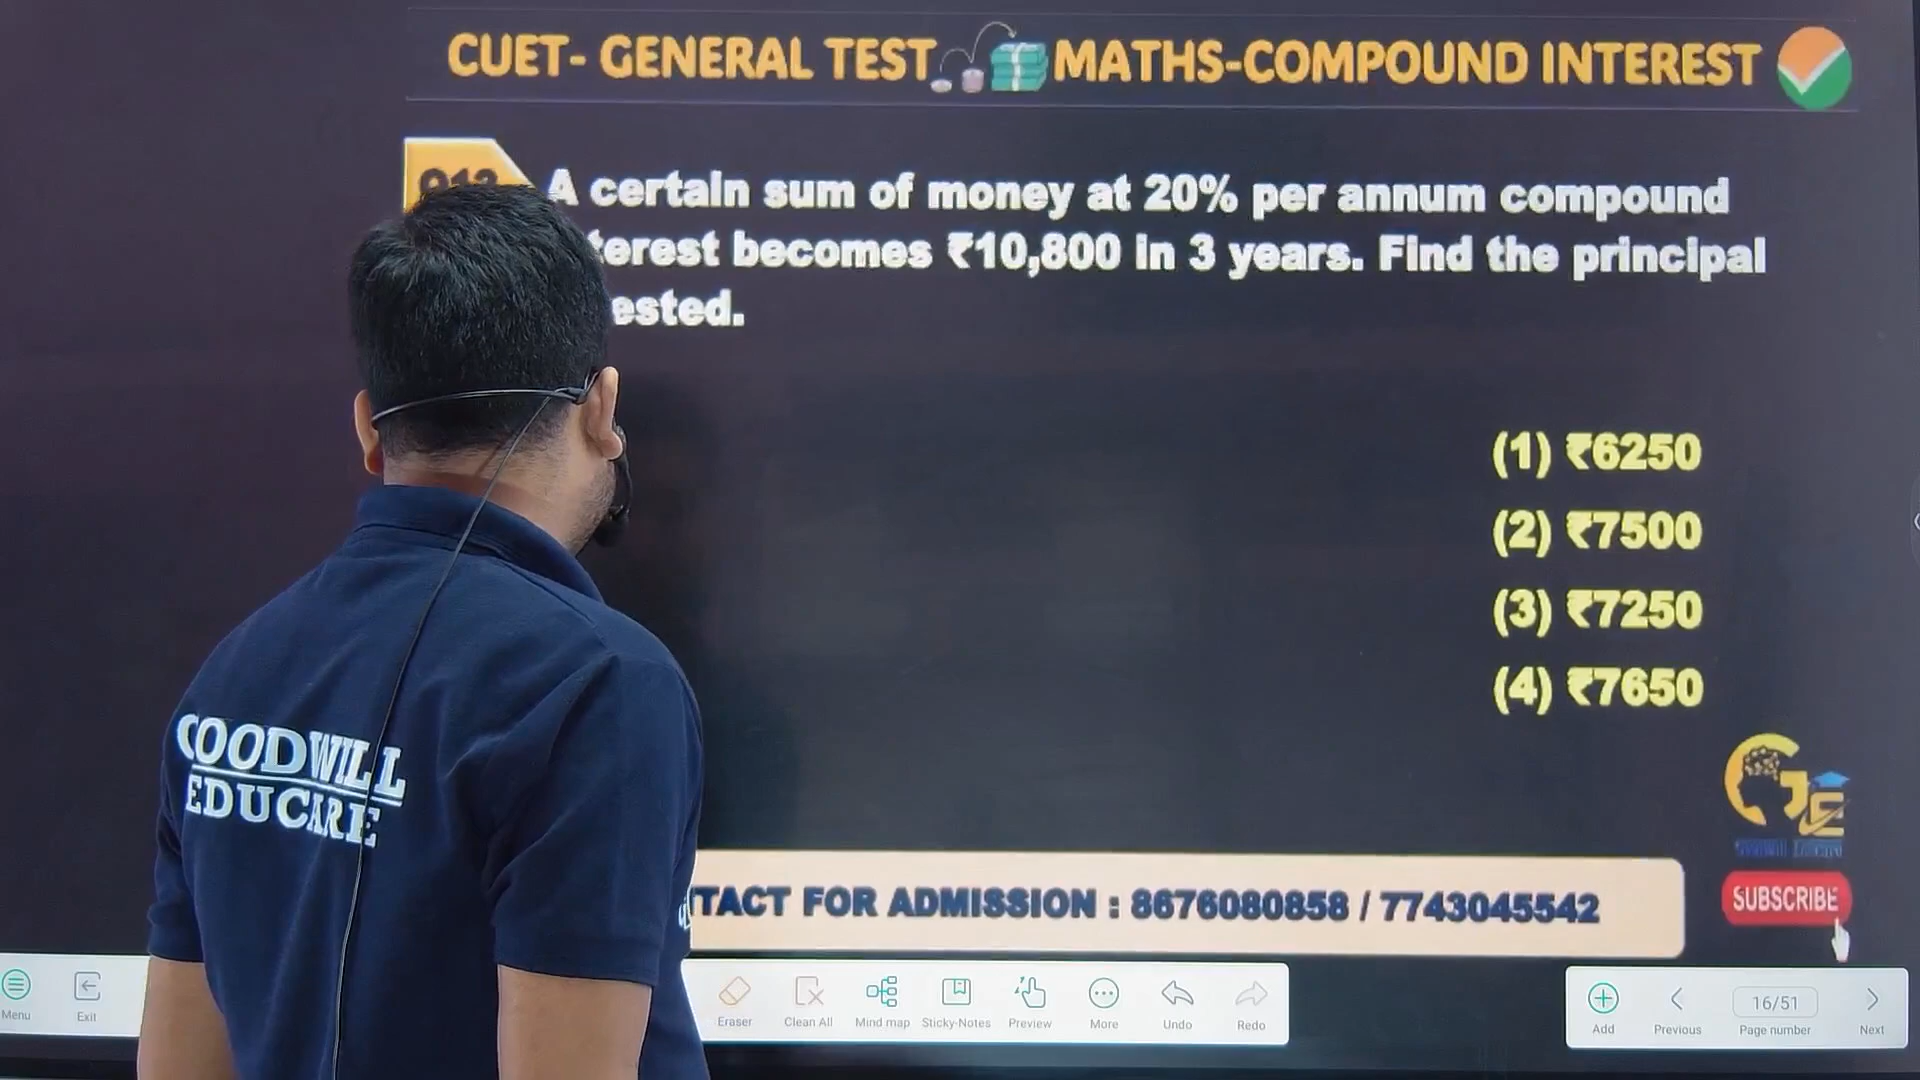 CUET- GENERAL TEST MATHS-COMPOUND INTEREST
A certain sum of money at 20% per annum compound
terest becomes ₹10,800 in 3 years. Find the principal
ested.
(1) ₹6250
(2) ₹7500
(3) ₹7250
(4) ₹7650
GE
GOODWILL
EDUCARE
TACT FOR ADMISSION : 8676080858 / 7743045542
SUBSCRIBE
Menu Exit Eraser Clean All Mind map Sticky-Notes Preview More Undo Redo Add Previous 16/51 Page number Next